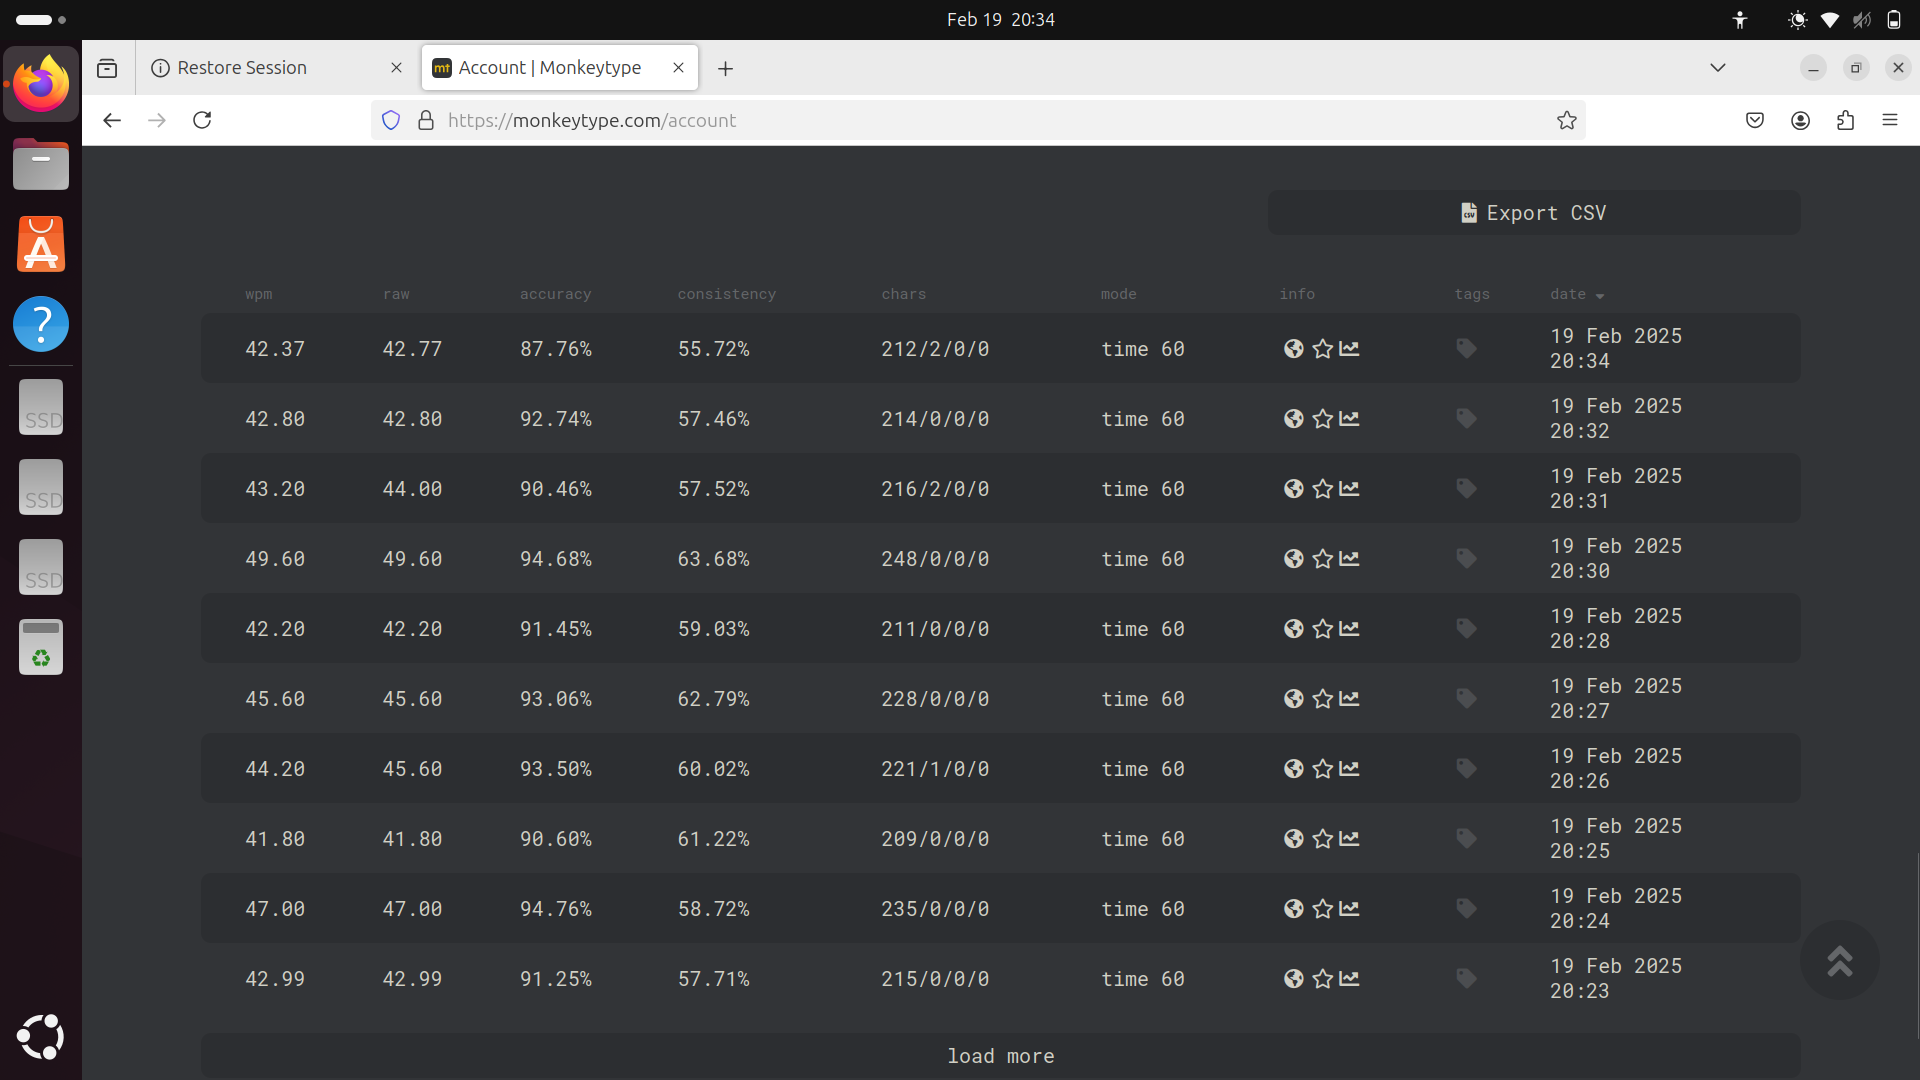 Feb 19 20:34
Restore Session
mt Account | Monkeytype
https://monkeytype.com/account
CSV Export CSV
wpm raw accuracy consistency chars mode info tags date
42.37 42.77 87.76% 55.72% 212/2/0/0 time 60 19 Feb 2025
20:34
42.80 42.80 92.74% 57.46% 214/0/0/0 time 60 19 Feb 2025
20:32
43.20 44.00 90.46% 57.52% 216/2/0/0 time 60 19 Feb 2025
20:31
49.60 49.60 94.68% 63.68% 248/0/0/0 time 60 19 Feb 2025
20:30
42.20 42.20 91.45% 59.03% 211/0/0/0 time 60 19 Feb 2025
20:28
45.60 45.60 93.06% 62.79% 228/0/0/0 time 60 19 Feb 2025
20:27
44.20 45.60 93.50% 60.02% 221/1/0/0 time 60 19 Feb 2025
20:26
41.80 41.80 90.60% 61.22% 209/0/0/0 time 60 19 Feb 2025
20:25
47.00 47.00 94.76% 58.72% 235/0/0/0 time 60 19 Feb 2025
20:24
42.99 42.99 91.25% 57.71% 215/0/0/0 time 60 19 Feb 2025
20:23
load more
SSD
SSD
SSD